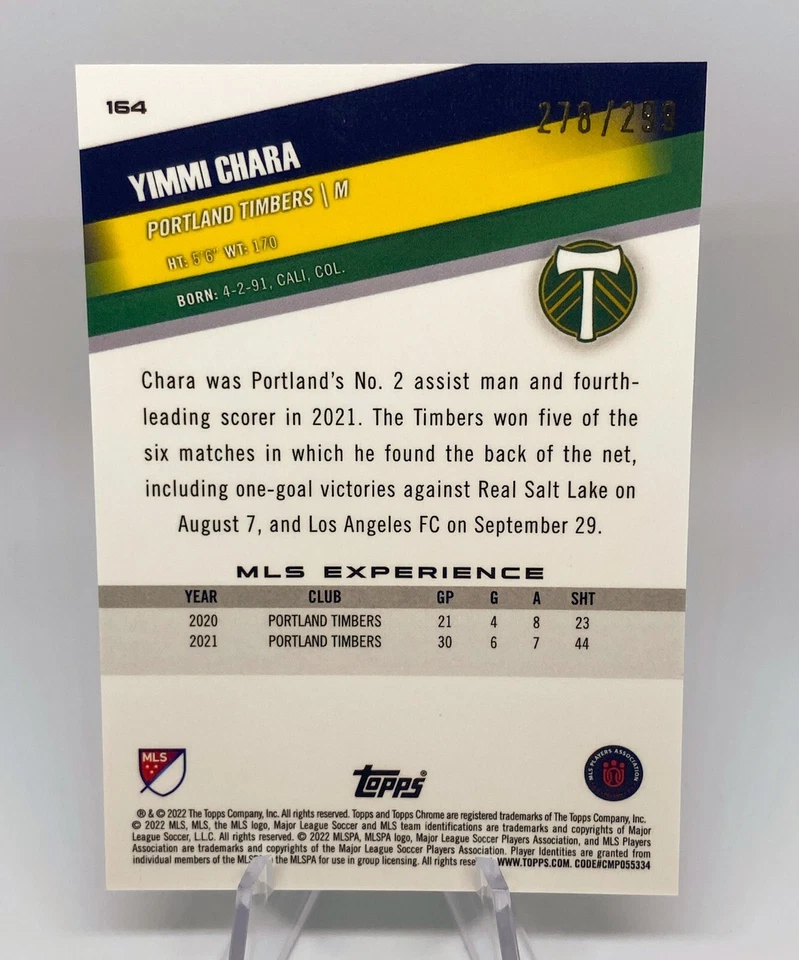 164
278/299
YIMMI CHARA
PORTLAND TIMBERS | M
HT: 5'6" WT: 170
BORN: 4-2-91, CALI, COL.
Chara was Portland's No. 2 assist man and fourth-
leading scorer in 2021. The Timbers won five of the
six matches in which he found the back of the net,
including one-goal victories against Real Salt Lake on
August 7, and Los Angeles FC on September 29.
MLS EXPERIENCE
YEAR CLUB GP G A SHT
2020 PORTLAND TIMBERS 21 4 8 23
2021 PORTLAND TIMBERS 30 6 7 44
MLS
topps®
MLS PLAYERS ASSOCIATION
® & © 2022 The Topps Company, Inc. All rights reserved. Topps and Topps Chrome are registered trademarks of The Topps Company, Inc.
© 2022 MLS, MLS, the MLS logo, Major League Soccer and MLS team identifications are trademarks and copyrights of Major
League Soccer, L.L.C. All rights reserved. © 2022 MLSPA, MLSPA logo, Major League Soccer Players Association, and MLS Players
Association are trademarks and copyrights of the Major League Soccer Players Association. Player Identities are granted from
individual members of the the MLSPA for use in group licensing. All rights WWW.TOPPS.COM. CODE#CMP055334